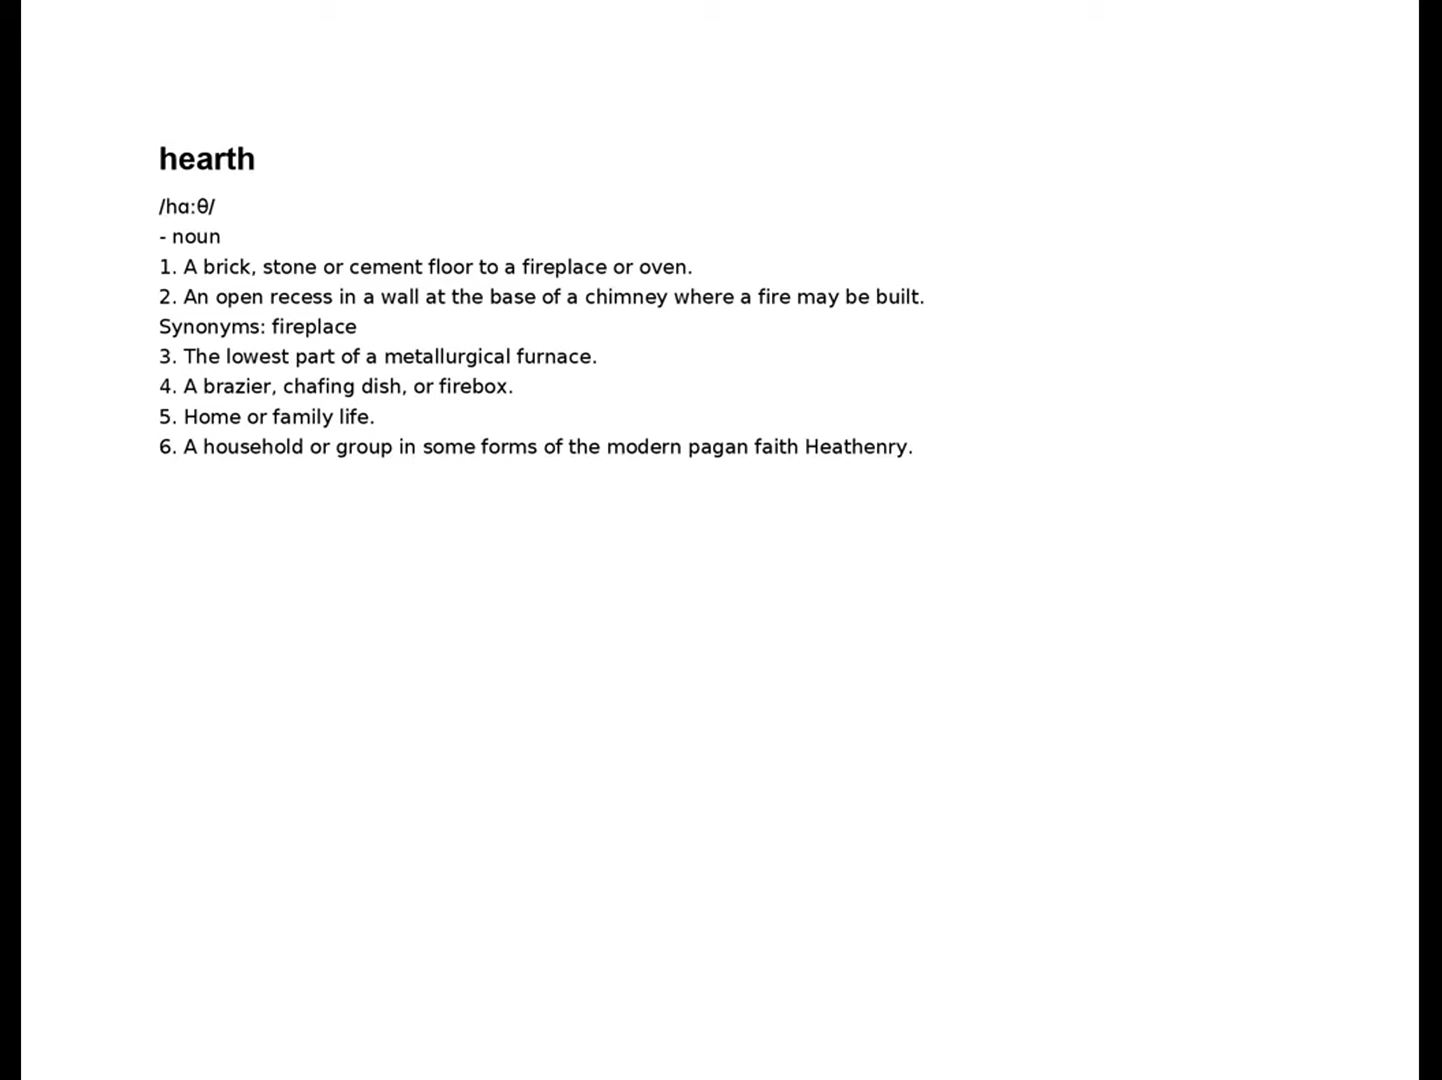 hearth
/hɑ:θ/
- noun
1. A brick, stone or cement floor to a fireplace or oven.
2. An open recess in a wall at the base of a chimney where a fire may be built.
Synonyms: fireplace
3. The lowest part of a metallurgical furnace.
4. A brazier, chafing dish, or firebox.
5. Home or family life.
6. A household or group in some forms of the modern pagan faith Heathenry.